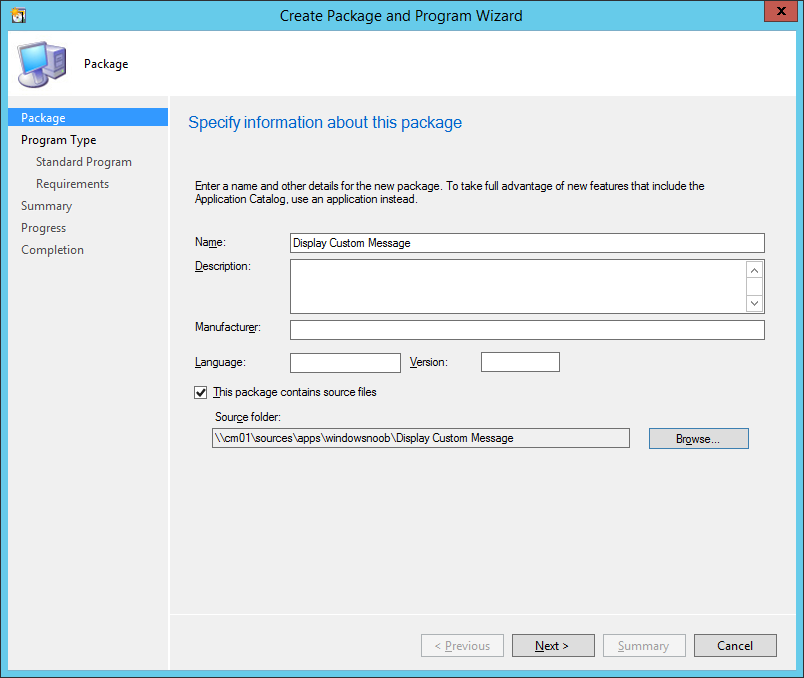 Create Package and Program Wizard
x
Package
Package
Program Type
Standard Program
Requirements
Summary
Progress
Completion
Specify information about this package
Enter a name and other details for the new package. To take full advantage of new features that include the
Application Catalog, use an application instead.
Name: Display Custom Message
Description:
Manufacturer:
Language: Version:
This package contains source files
Source folder:
\\cm01\sources\apps\windowsnoob\Display Custom Message Browse...
< Previous Next > Summary Cancel